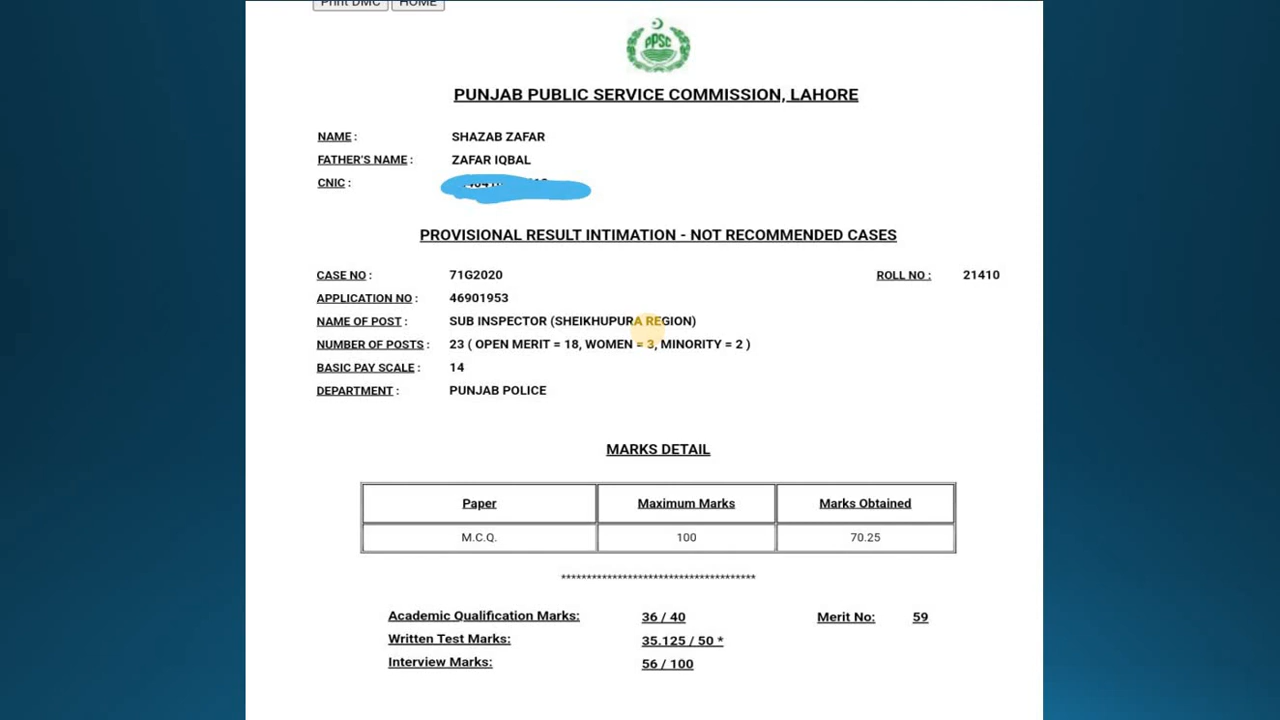 Print DMC HOME
PPSC
PUNJAB PUBLIC SERVICE COMMISSION, LAHORE
NAME : SHAZAB ZAFAR
FATHER'S NAME : ZAFAR IQBAL
CNIC :
PROVISIONAL RESULT INTIMATION - NOT RECOMMENDED CASES
CASE NO : 71G2020 ROLL NO : 21410
APPLICATION NO : 46901953
NAME OF POST : SUB INSPECTOR (SHEIKHUPURA REGION)
NUMBER OF POSTS : 23 ( OPEN MERIT = 18, WOMEN = 3, MINORITY = 2 )
BASIC PAY SCALE : 14
DEPARTMENT : PUNJAB POLICE
MARKS DETAIL
Paper Maximum Marks Marks Obtained
M.C.Q. 100 70.25
**************************************
Academic Qualification Marks: 36 / 40 Merit No: 59
Written Test Marks: 35.125 / 50 *
Interview Marks: 56 / 100